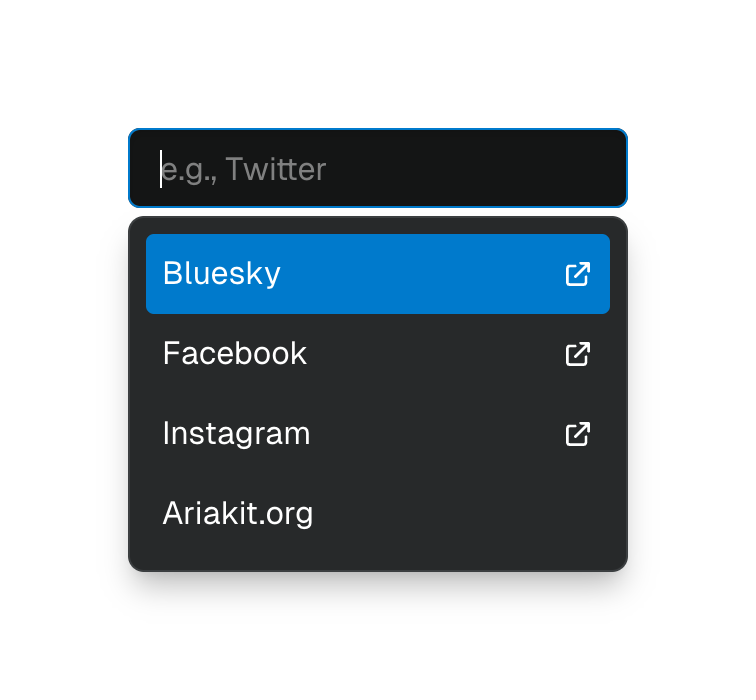 e.g., Twitter
Bluesky
Facebook
Instagram
Ariakit.org